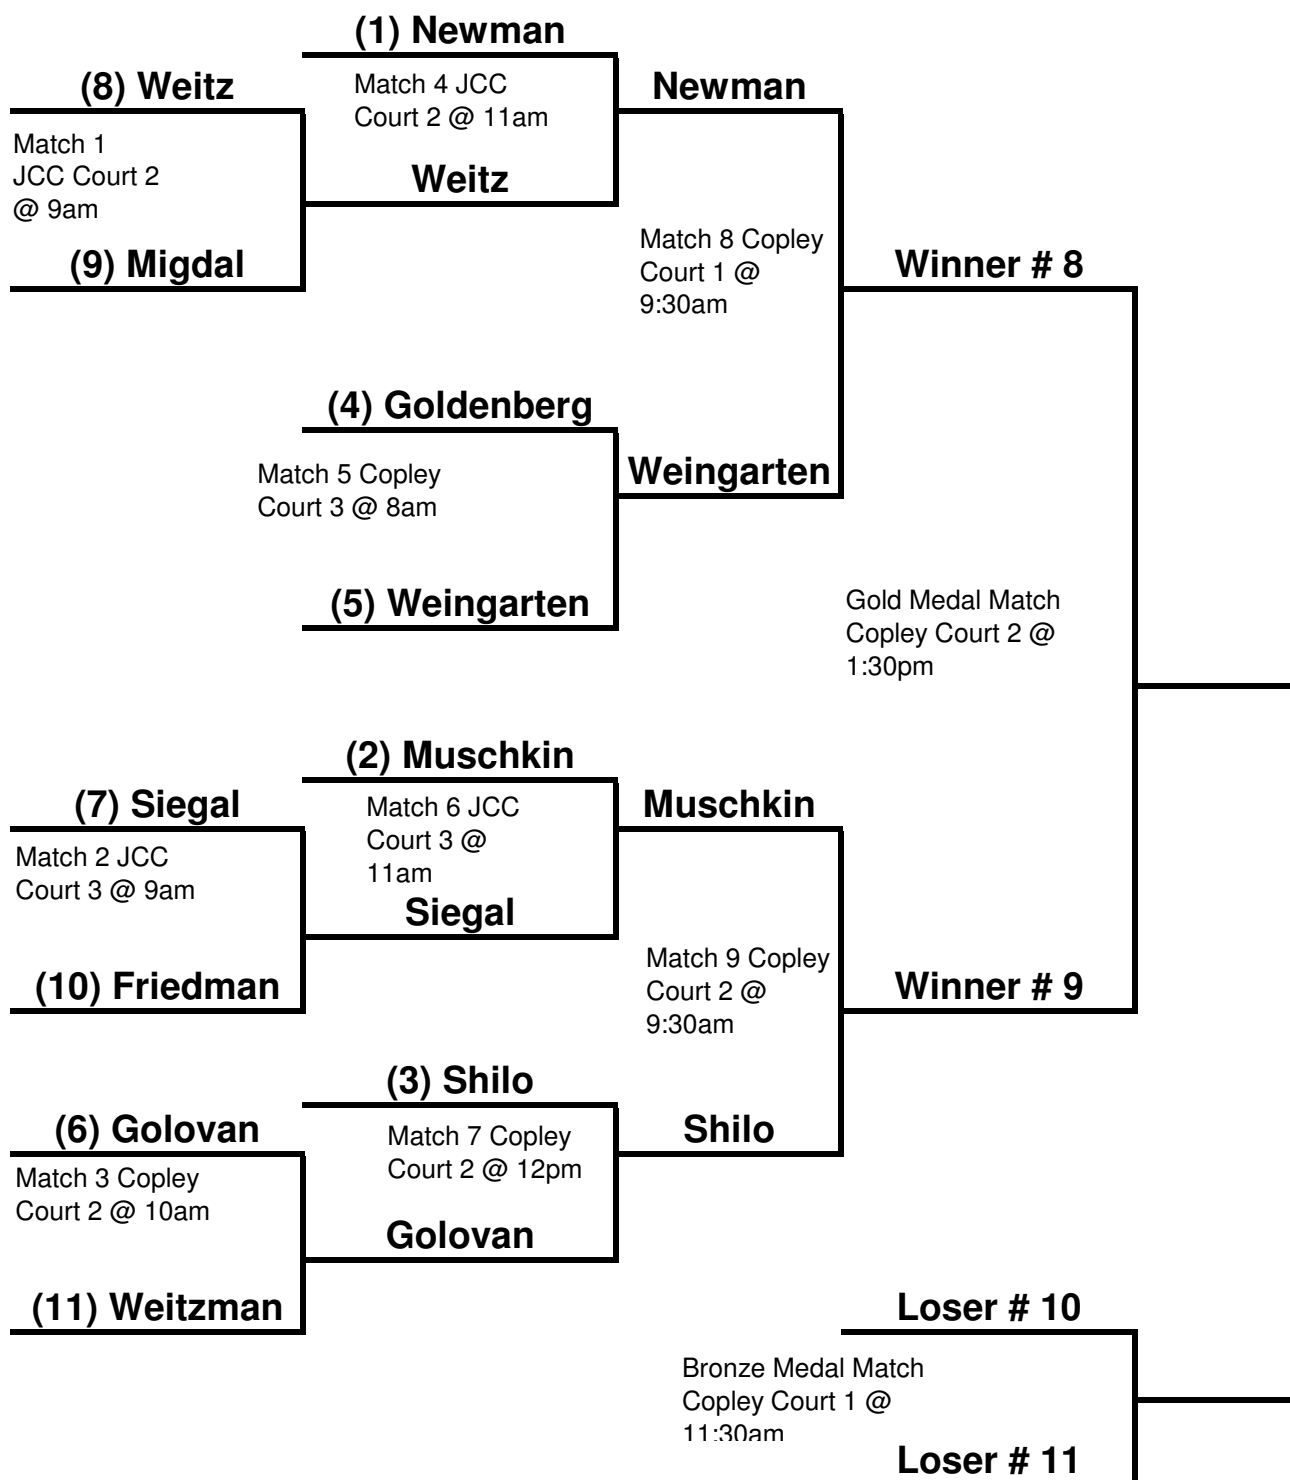 (1) Newman
(8) Weitz
Match 4 JCC
Court 2 @ 11am
Newman
Match 1
JCC Court 2
@ 9am
Weitz
(9) Migdal
Match 8 Copley
Court 1 @
9:30am
Winner # 8
(4) Goldenberg
Match 5 Copley
Court 3 @ 8am
Weingarten
(5) Weingarten
Gold Medal Match
Copley Court 2 @
1:30pm
(2) Muschkin
(7) Siegal
Match 6 JCC
Court 3 @
11am
Muschkin
Match 2 JCC
Court 3 @ 9am
Siegal
(10) Friedman
Match 9 Copley
Court 2 @
9:30am
Winner # 9
(3) Shilo
(6) Golovan
Match 7 Copley
Court 2 @ 12pm
Shilo
Match 3 Copley
Court 2 @ 10am
Golovan
(11) Weitzman
Loser # 10
Bronze Medal Match
Copley Court 1 @
11:30am
Loser # 11